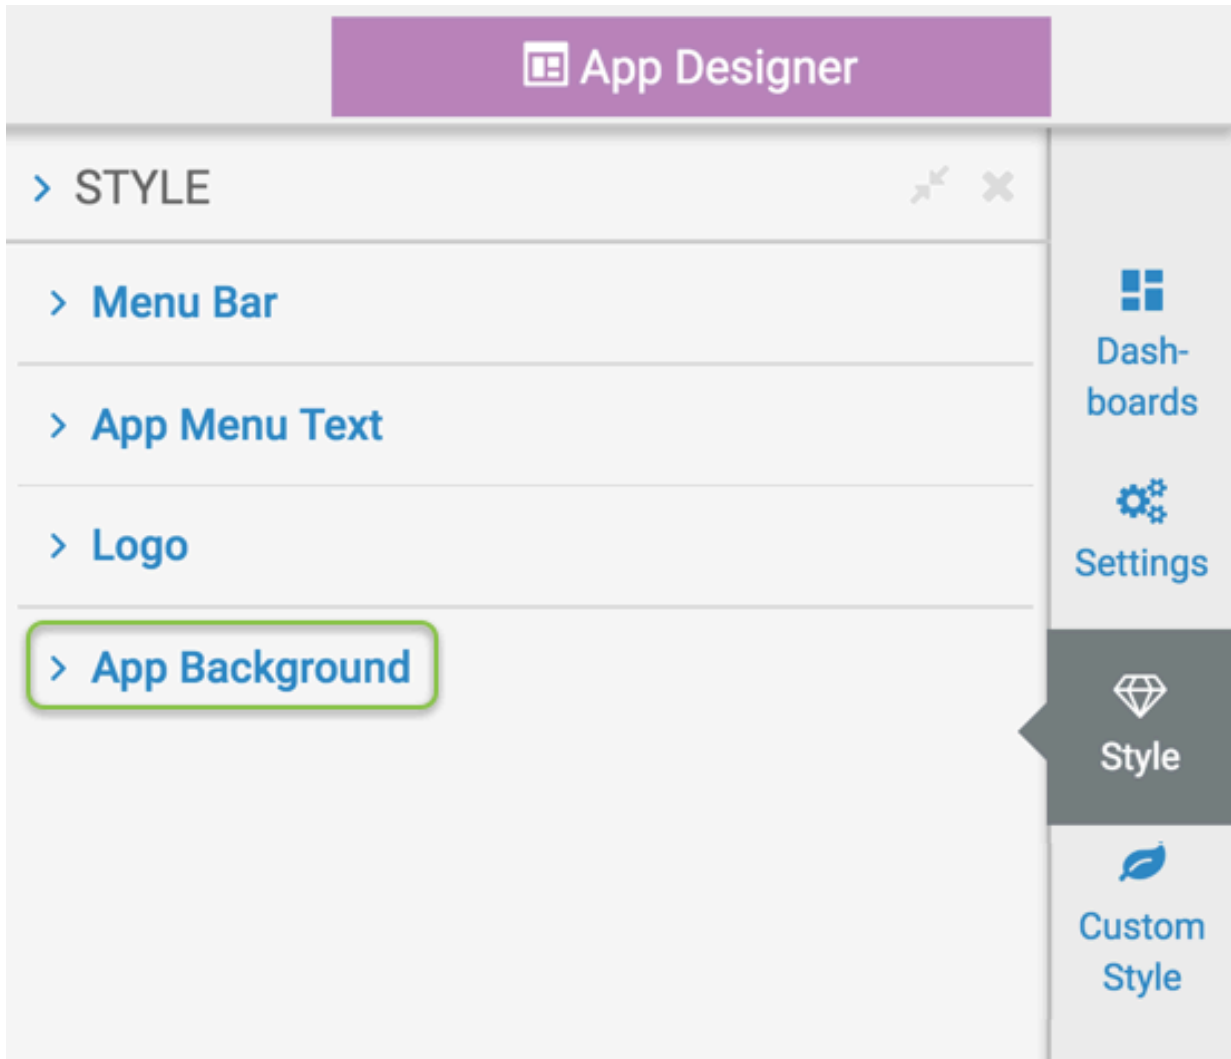 App Designer
STYLE
Menu Bar
App Menu Text
Logo
App Background
Dash-
boards
Settings
Style
Custom
Style